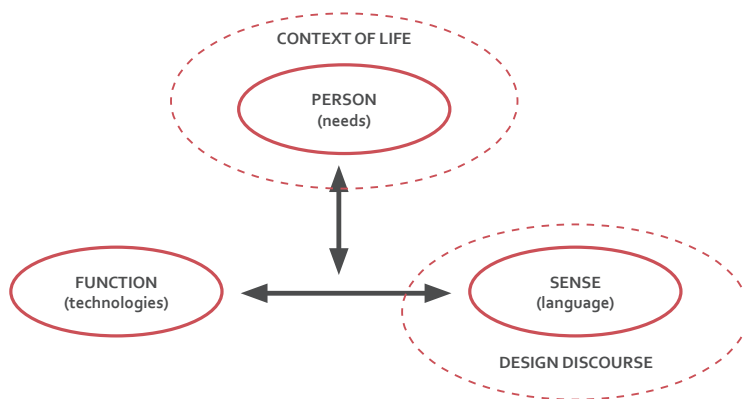 CONTEXT OF LIFE
PERSON
(needs)
FUNCTION
(technologies)
SENSE
(language)
DESIGN DISCOURSE